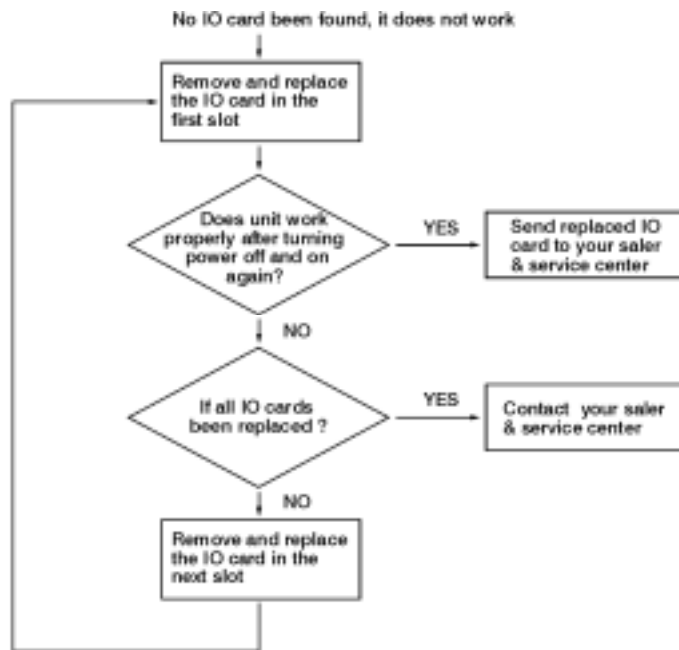 No IO card been found, it does not work
Remove and replace
the IO card in the
first slot
Does unit work
properly after turning
power off and on
again?
YES
Send replaced IO
card to your saler
& service center
NO
If all IO cards
been replaced ?
YES
Contact your saler
& service center
NO
Remove and replace
the IO card in the
next slot